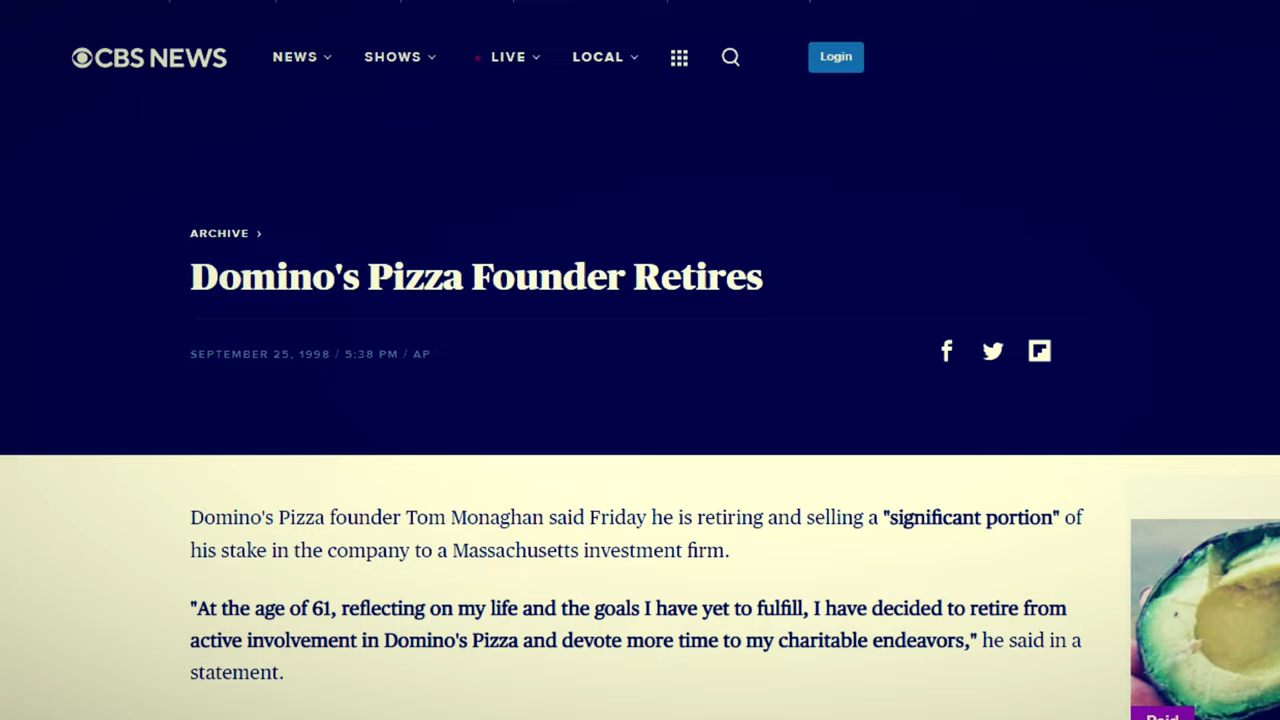 CBS NEWS NEWS SHOWS LIVE LOCAL Login
ARCHIVE >
Domino's Pizza Founder Retires
SEPTEMBER 25, 1998 / 5:38 PM / AP
Domino's Pizza founder Tom Monaghan said Friday he is retiring and selling a "significant portion" of
his stake in the company to a Massachusetts investment firm.
"At the age of 61, reflecting on my life and the goals I have yet to fulfill, I have decided to retire from
active involvement in Domino's Pizza and devote more time to my charitable endeavors," he said in a
statement.
Paid